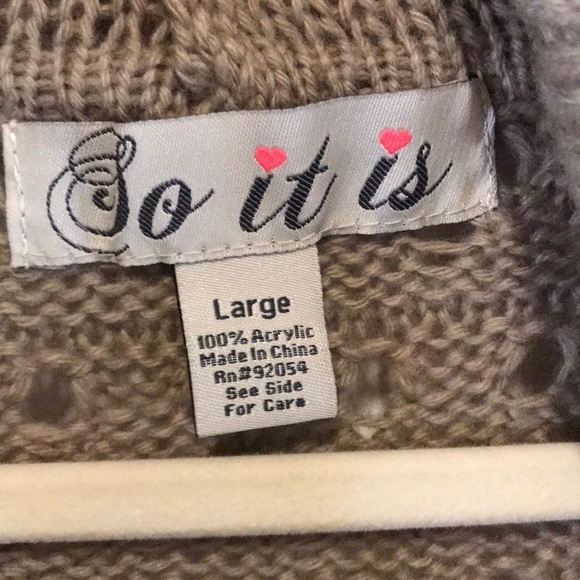 So it is
Large
100% Acrylic
Made In China
Rn#92054
See Side
For Care